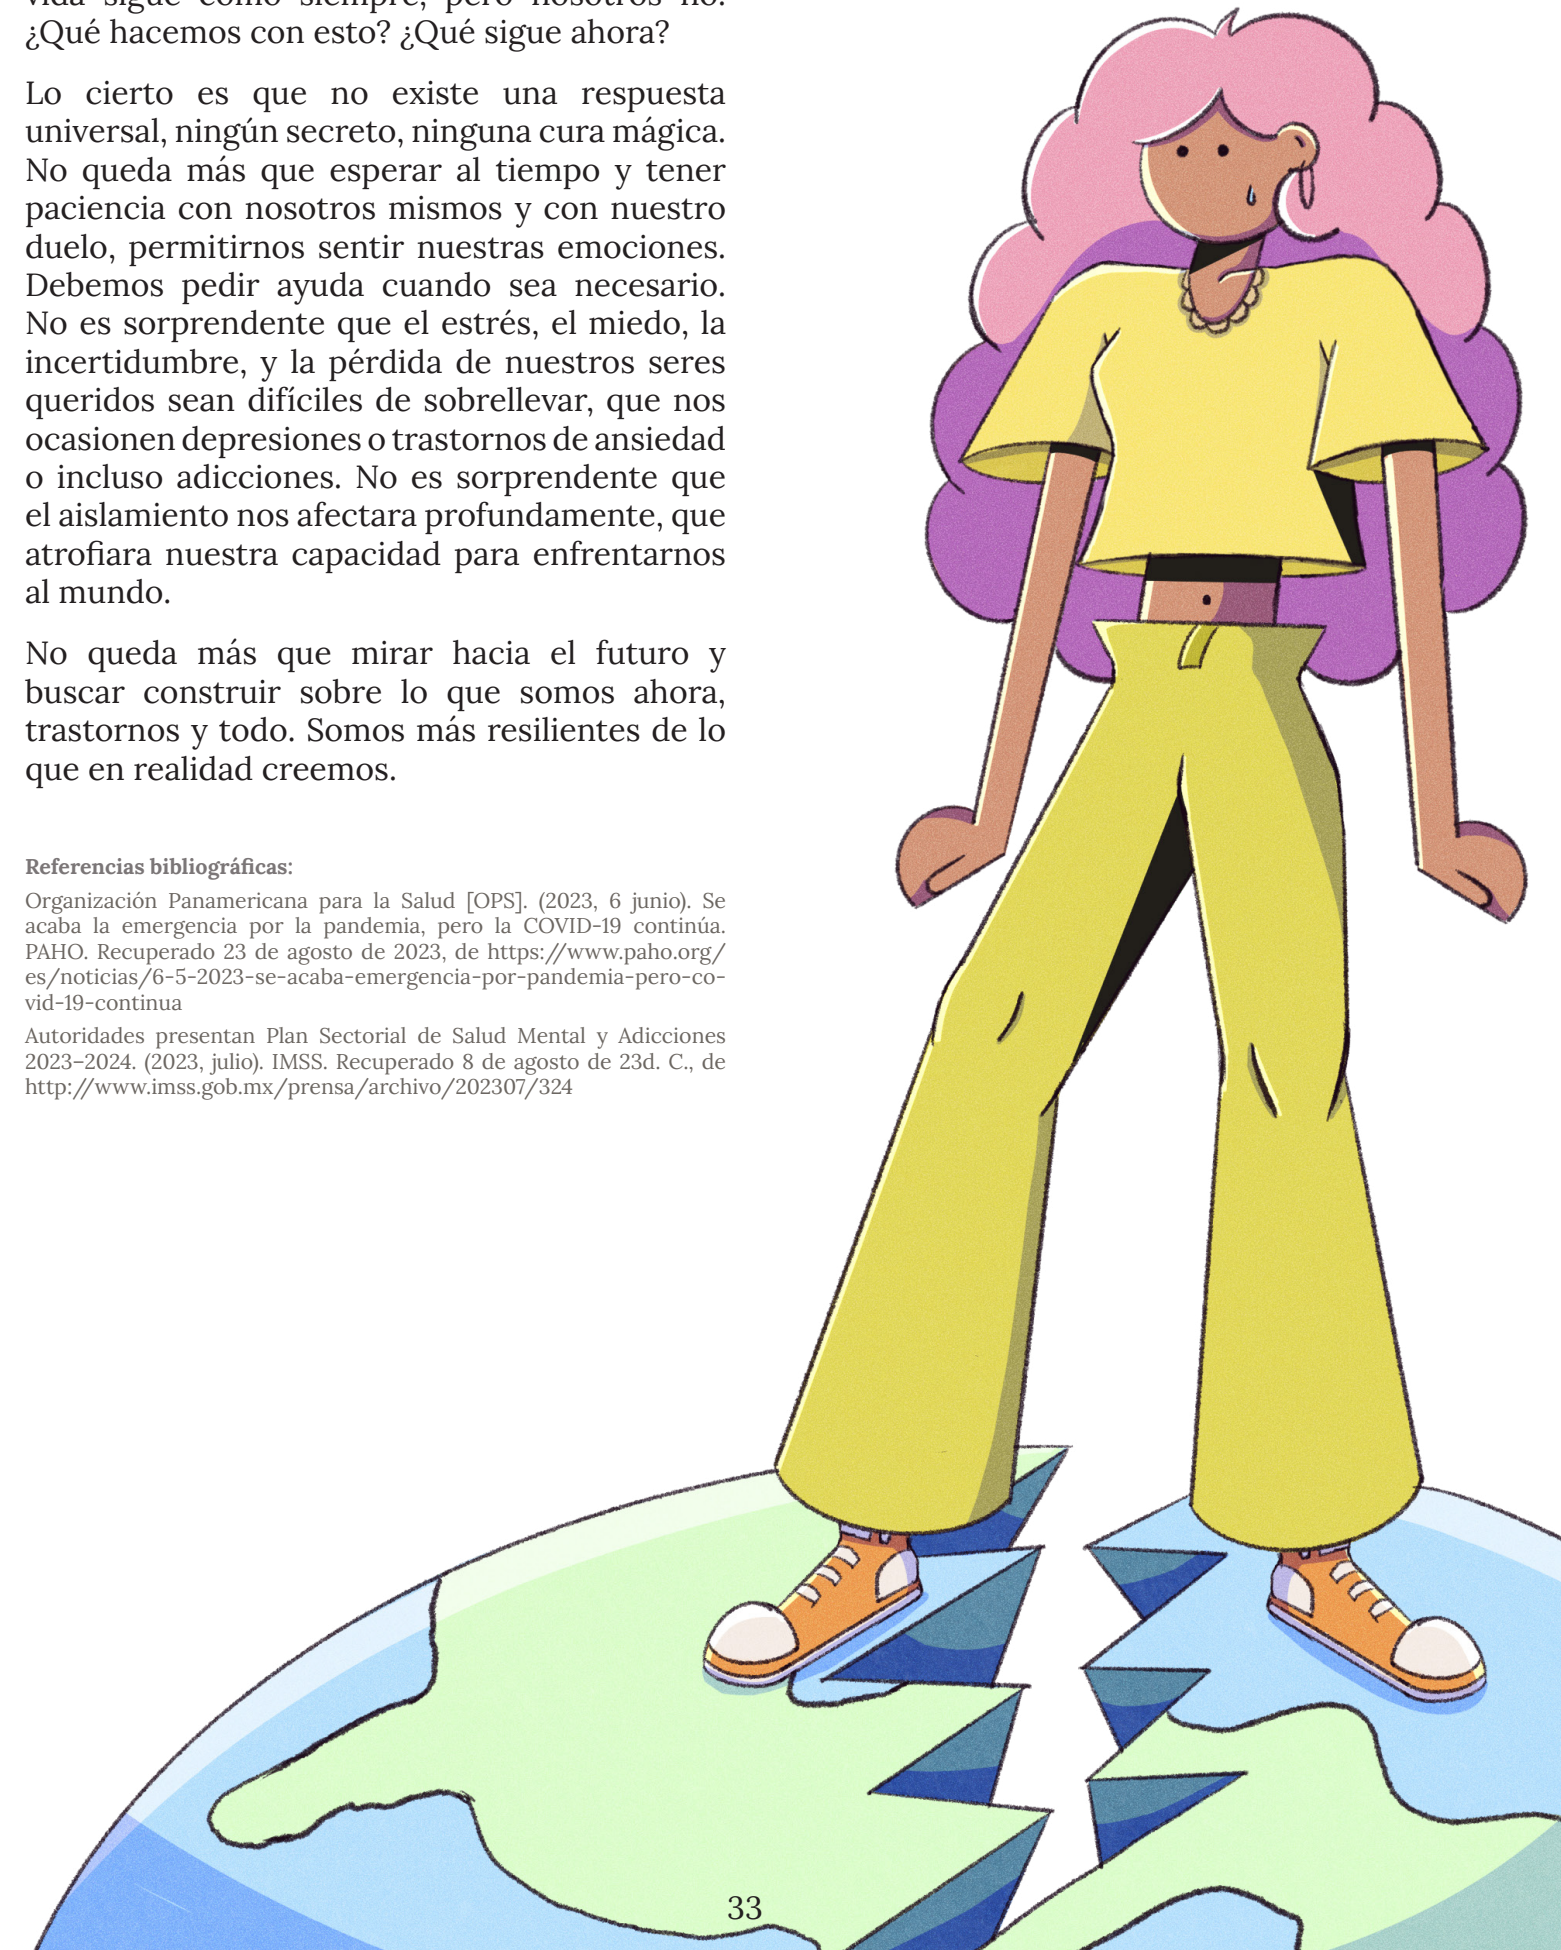 vida sigue como siempre, pero nosotros no.
¿Qué hacemos con esto? ¿Qué sigue ahora?
Lo cierto es que no existe una respuesta
universal, ningún secreto, ninguna cura mágica.
No queda más que esperar al tiempo y tener
paciencia con nosotros mismos y con nuestro
duelo, permitirnos sentir nuestras emociones.
Debemos pedir ayuda cuando sea necesario.
No es sorprendente que el estrés, el miedo, la
incertidumbre, y la pérdida de nuestros seres
queridos sean difíciles de sobrellevar, que nos
ocasionen depresiones o trastornos de ansiedad
o incluso adicciones. No es sorprendente que
el aislamiento nos afectara profundamente, que
atrofiara nuestra capacidad para enfrentarnos
al mundo.
No queda más que mirar hacia el futuro y
buscar construir sobre lo que somos ahora,
trastornos y todo. Somos más resilientes de lo
que en realidad creemos.
Referencias bibliográficas:
Organización Panamericana para la Salud [OPS]. (2023, 6 junio). Se
acaba la emergencia por la pandemia, pero la COVID-19 continúa.
PAHO. Recuperado 23 de agosto de 2023, de https://www.paho.org/
es/noticias/6-5-2023-se-acaba-emergencia-por-pandemia-pero-co-
vid-19-continua
Autoridades presentan Plan Sectorial de Salud Mental y Adicciones
2023–2024. (2023, julio). IMSS. Recuperado 8 de agosto de 23d. C., de
http://www.imss.gob.mx/prensa/archivo/202307/324
33